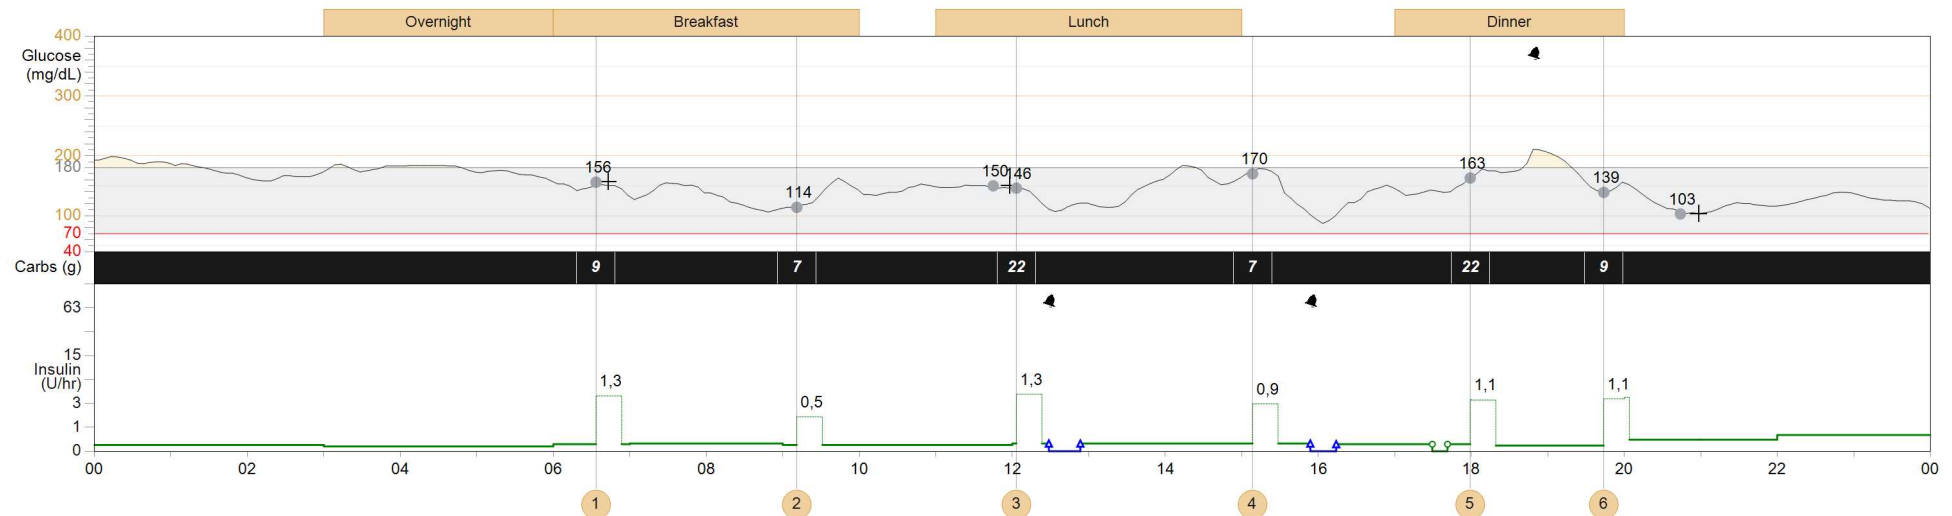 Overnight Breakfast Lunch Dinner
400
Glucose
(mg/dL)
300
200
180
156 114 150 146 170 163 139 103
100
70
40
Carbs (g) 9 7 22 7 22 9
63
15
Insulin
(U/hr)
1,3 0,5 1,3 0,9 1,1 1,1
3
1
0
00 02 04 06 08 10 12 14 16 18 20 22 00
1 2 3 4 5 6